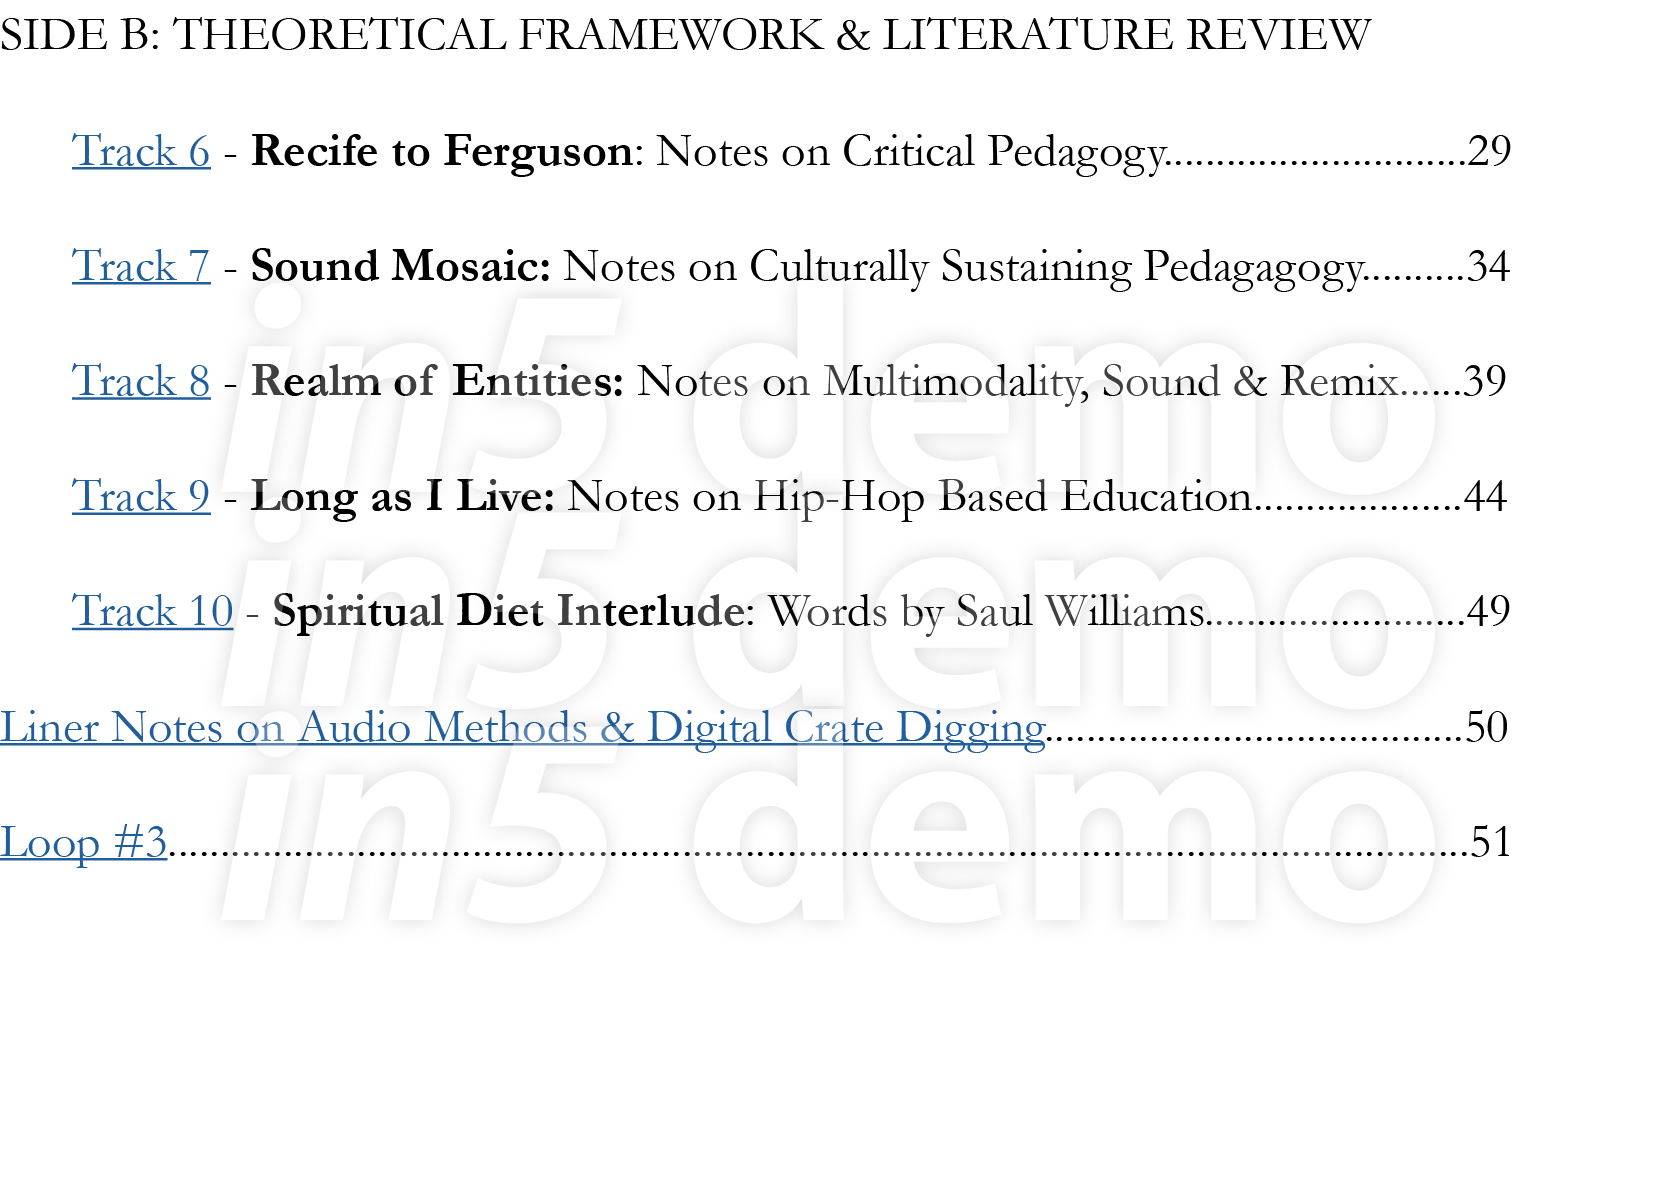 SIDE B: THEORETICAL FRAMEWORK & LITERATURE REVIEW
Track 6 - Recife to Ferguson: Notes on Critical Pedagogy............................29
Track 7 - Sound Mosaic: Notes on Culturally Sustaining Pedagagogy..........34
Track 8 - Realm of Entities: Notes on Multimodality, Sound & Remix......39
Track 9 - Long as I Live: Notes on Hip-Hop Based Education....................44
Track 10 - Spiritual Diet Interlude: Words by Saul Williams.........................49
Liner Notes on Audio Methods & Digital Crate Digging........................................50
Loop #3.............................................................................................................................51
in5 demo
in5 demo
in5 demo